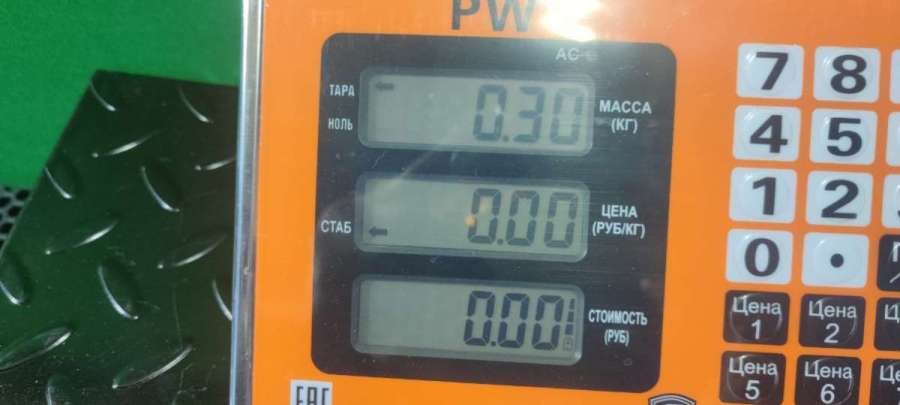 PW
AC
ТАРА
НОЛЬ
0.30
МАССА
(КГ)
СТАБ
0.00
ЦЕНА
(РУБ/КГ)
0.00
СТОИМОСТЬ
(РУБ)
7 8
4 5
1 2
0 .
Цена
1
Цена
2
Цена
5
Цена
6
EAC